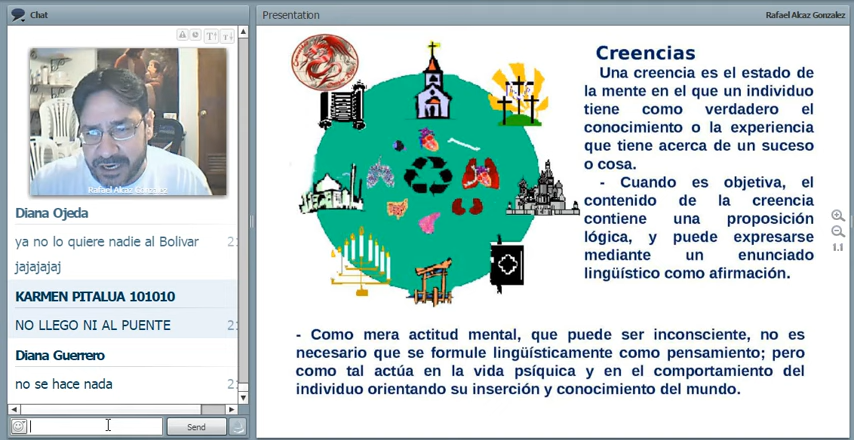 Chat
Presentation
Rafael Alcaz Gonzalez
Rafael Alcaz Gonzalez
Diana Ojeda
ya no lo quiere nadie al Bolivar
jajajajaj
KARMEN PITALUA 101010
NO LLEGO NI AL PUENTE
Diana Guerrero
no se hace nada
Send
Creencias
Una creencia es el estado de
la mente en el que un individuo
tiene como verdadero el
conocimiento o la experiencia
que tiene acerca de un suceso
o cosa.
- Cuando es objetiva, el
contenido de la creencia
contiene una proposición
lógica, y puede expresarse
mediante un enunciado
lingüístico como afirmación.
- Como mera actitud mental, que puede ser inconsciente, no es
necesario que se formule lingüísticamente como pensamiento; pero
como tal actúa en la vida psíquica y en el comportamiento del
individuo orientando su inserción y conocimiento del mundo.
1:1